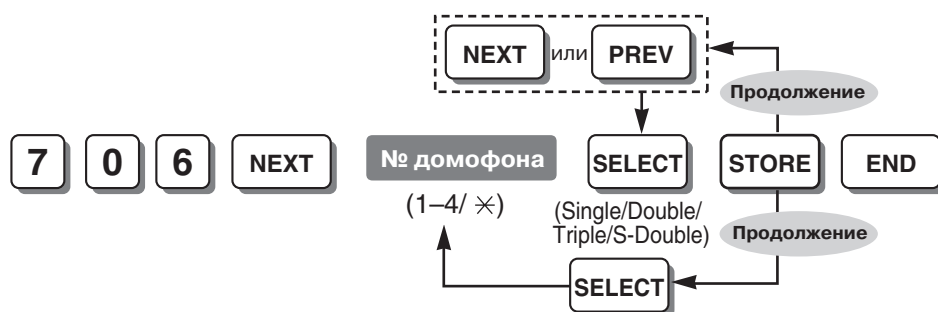 NEXT или PREV
Продолжение
7 0 6 NEXT № домофона SELECT STORE END
(1–4/ ✳)
(Single/Double/
Triple/S-Double)
Продолжение
SELECT